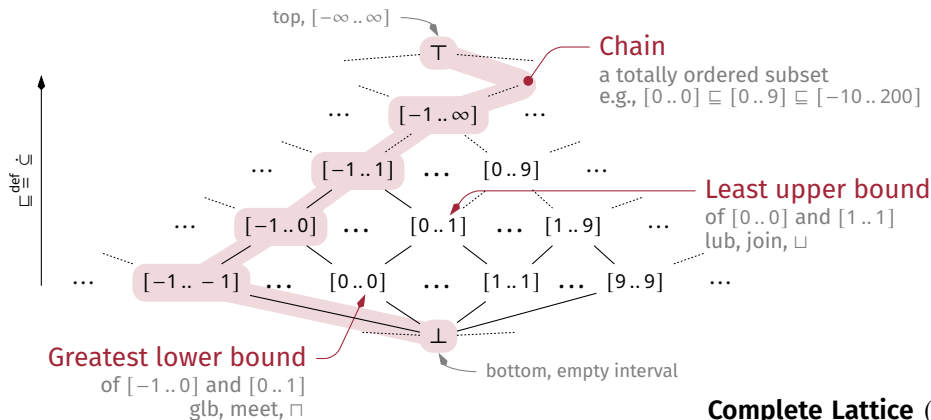 top, [−∞ .. ∞]
⊤
Chain
a totally ordered subset
e.g., [0 .. 0] ⊑ [0 .. 9] ⊑ [−10 .. 200]
... [−1 .. ∞] ...
... [−1 .. 1] ... [0 .. 9] ...
⊑ def= ⊆̇
Least upper bound
of [0 .. 0] and [1 .. 1]
lub, join, ⊔
... [−1 .. 0] ... [0 .. 1] ... [1 .. 9] ...
... [−1 .. −1] ... [0 .. 0] ... [1 .. 1] ... [9 .. 9] ...
⊥
Greatest lower bound
of [−1 .. 0] and [0 .. 1]
glb, meet, ⊓
bottom, empty interval
Complete Lattice (